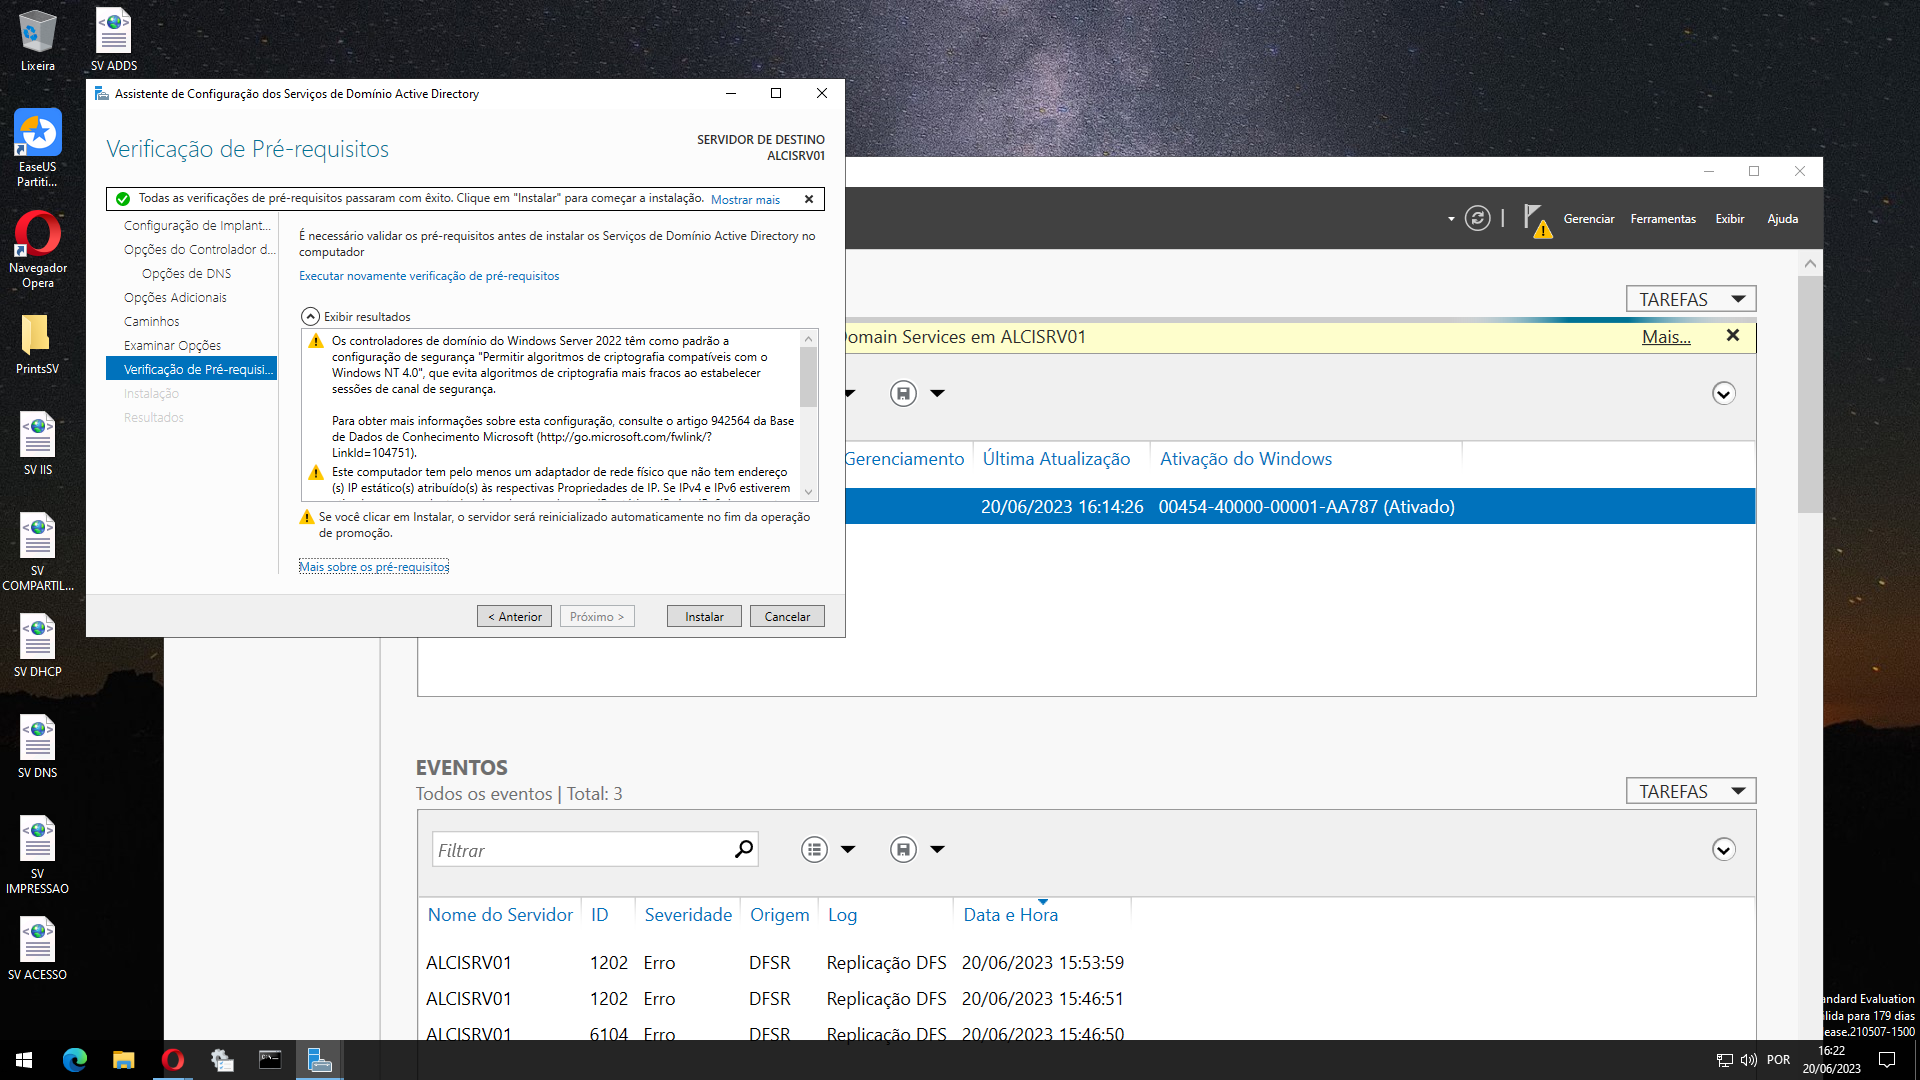 Lixeira
SV ADDS
EaseUS
Partiti...
Navegador
Opera
PrintsSV
SV IIS
SV
COMPARTIL...
SV DHCP
SV DNS
SV
IMPRESSAO
SV ACESSO
Assistente de Configuração dos Serviços de Domínio Active Directory
Verificação de Pré-requisitos
SERVIDOR DE DESTINO
ALCISRV01
Todas as verificações de pré-requisitos passaram com êxito. Clique em "Instalar" para começar a instalação.
Mostrar mais
Configuração de Implant...
Opções do Controlador d...
Opções de DNS
Opções Adicionais
Caminhos
Examinar Opções
Verificação de Pré-requisi...
Instalação
Resultados
É necessário validar os pré-requisitos antes de instalar os Serviços de Domínio Active Directory no
computador
Executar novamente verificação de pré-requisitos
Exibir resultados
Os controladores de domínio do Windows Server 2022 têm como padrão a
configuração de segurança "Permitir algoritmos de criptografia compatíveis com o
Windows NT 4.0", que evita algoritmos de criptografia mais fracos ao estabelecer
sessões de canal de segurança.
Para obter mais informações sobre esta configuração, consulte o artigo 942564 da Base
de Dados de Conhecimento Microsoft (http://go.microsoft.com/fwlink/?
LinkId=104751).
Este computador tem pelo menos um adaptador de rede físico que não tem endereço
(s) IP estático(s) atribuído(s) às respectivas Propriedades de IP. Se IPv4 e IPv6 estiverem
Se você clicar em Instalar, o servidor será reinicializado automaticamente no fim da operação
de promoção.
Mais sobre os pré-requisitos
< Anterior
Próximo >
Instalar
Cancelar
Gerenciar
Ferramentas
Exibir
Ajuda
TAREFAS
Domain Services em ALCISRV01
Mais...
Gerenciamento
Última Atualização
Ativação do Windows
20/06/2023 16:14:26
00454-40000-00001-AA787 (Ativado)
EVENTOS
Todos os eventos | Total: 3
TAREFAS
Filtrar
Nome do Servidor
ID
Severidade
Origem
Log
Data e Hora
ALCISRV01 1202 Erro DFSR Replicação DFS 20/06/2023 15:53:59
ALCISRV01 1202 Erro DFSR Replicação DFS 20/06/2023 15:46:51
ALCISRV01 6104 Erro DFSR Replicação DFS 20/06/2023 15:46:50
andard Evaluation
ilida para 179 dias
ease.210507-1500
POR
16:22
20/06/2023